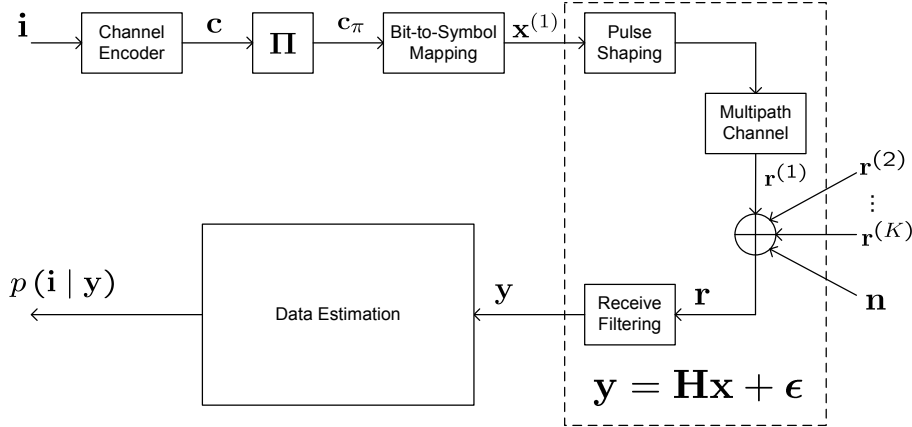 i
Channel
Encoder
c
Π
c_π
Bit-to-Symbol
Mapping
x^(1)
Pulse
Shaping
Multipath
Channel
r^(1)
r^(2)
⋮
r^(K)
n
r
Receive
Filtering
y
Data Estimation
p (i | y)
y = Hx + ϵ